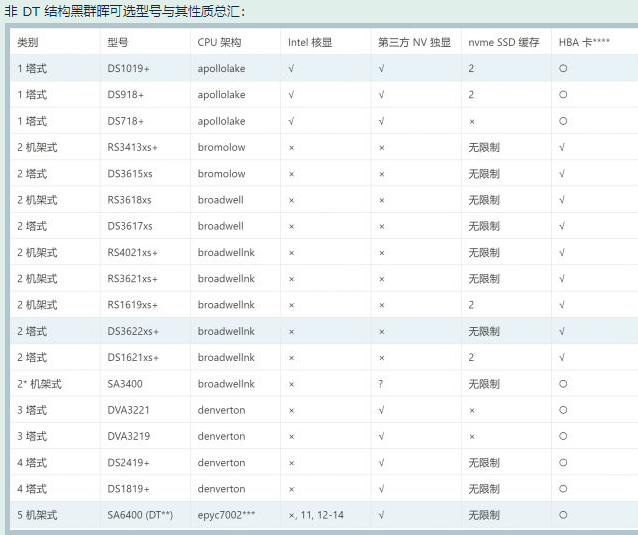 非 DT 结构黑群晖可选型号与其性质总汇：
类别 型号 CPU 架构 Intel 核显 第三方 NV 独显 nvme SSD 缓存 HBA 卡****
1 塔式 DS1019+ apollolake √ √ 2 〇
1 塔式 DS918+ apollolake √ √ 2 〇
1 塔式 DS718+ apollolake √ √ × 〇
2 机架式 RS3413xs+ bromolow × × 无限制 √
2 塔式 DS3615xs bromolow × × 无限制 √
2 机架式 RS3618xs broadwell × × 无限制 √
2 塔式 DS3617xs broadwell × × 无限制 √
2 机架式 RS4021xs+ broadwellnk × × 无限制 √
2 机架式 RS3621xs+ broadwellnk × × 无限制 √
2 机架式 RS1619xs+ broadwellnk × × 2 √
2 塔式 DS3622xs+ broadwellnk × × 无限制 √
2 塔式 DS1621xs+ broadwellnk × × 2 √
2* 机架式 SA3400 broadwellnk × ? 无限制 〇
3 塔式 DVA3221 denverton × √ × 〇
3 塔式 DVA3219 denverton × √ × 〇
4 塔式 DS2419+ denverton × √ 无限制 〇
4 塔式 DS1819+ denverton × √ 无限制 〇
5 机架式 SA6400 (DT**) epyc7002*** ×, 11, 12-14 √ 无限制 〇